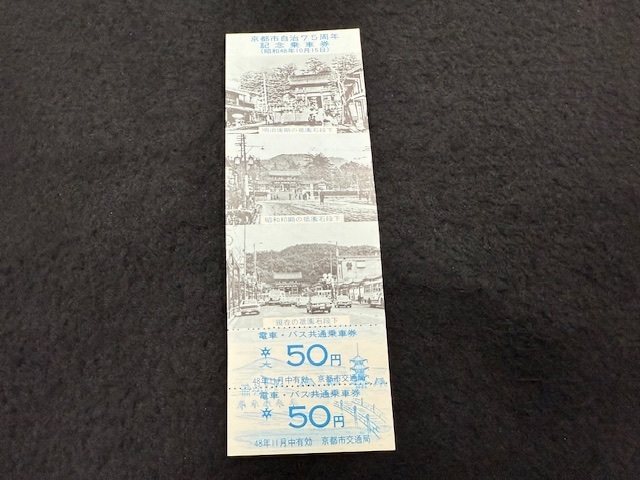 京都市自治75周年
記念乗車券
(昭和48年10月15日)
明治後期の祇園石段下
昭和初期の祇園石段下
現在の祇園石段下
電車・バス共通乗車券
50円
48年11月中有効 京都市交通局
電車・バス共通乗車券
50円
48年11月中有効 京都市交通局